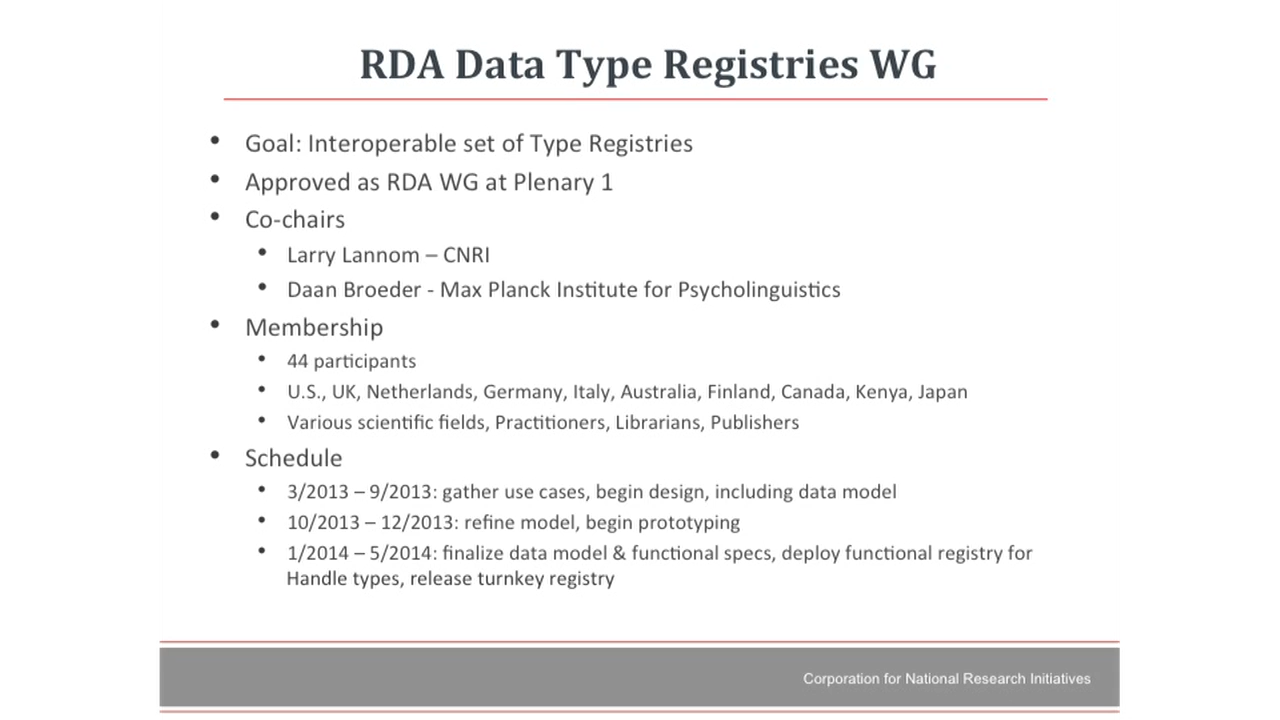 RDA Data Type Registries WG
• Goal: Interoperable set of Type Registries
• Approved as RDA WG at Plenary 1
• Co-chairs
• Larry Lannom – CNRI
• Daan Broeder - Max Planck Institute for Psycholinguistics
• Membership
• 44 participants
• U.S., UK, Netherlands, Germany, Italy, Australia, Finland, Canada, Kenya, Japan
• Various scientific fields, Practitioners, Librarians, Publishers
• Schedule
• 3/2013 – 9/2013: gather use cases, begin design, including data model
• 10/2013 – 12/2013: refine model, begin prototyping
• 1/2014 – 5/2014: finalize data model & functional specs, deploy functional registry for
Handle types, release turnkey registry
Corporation for National Research Initiatives